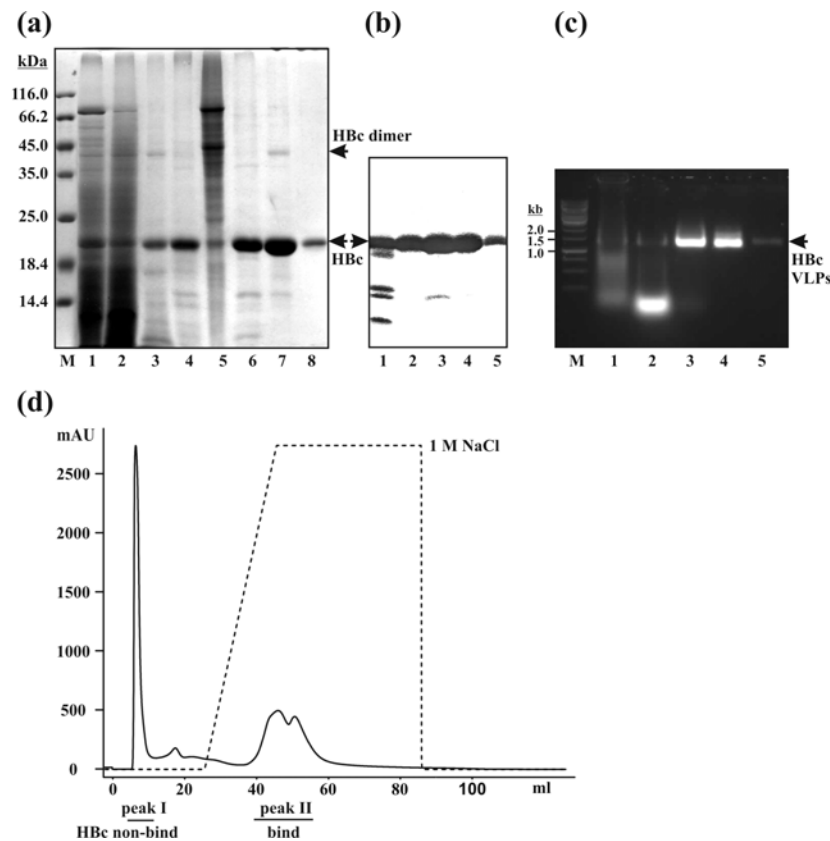 (a)
(b)
(c)
kDa
116.0
66.2
45.0
35.0
25.0
18.4
14.4
HBc dimer
HBc
M 1 2 3 4 5 6 7 8
1 2 3 4 5
kb
2.0
1.5
1.0
HBc
VLPs
M 1 2 3 4 5
(d)
mAU
1 M NaCl
2500
2000
1500
1000
500
0
0 20 40 60 80 100 ml
peak I peak II
HBc non-bind bind